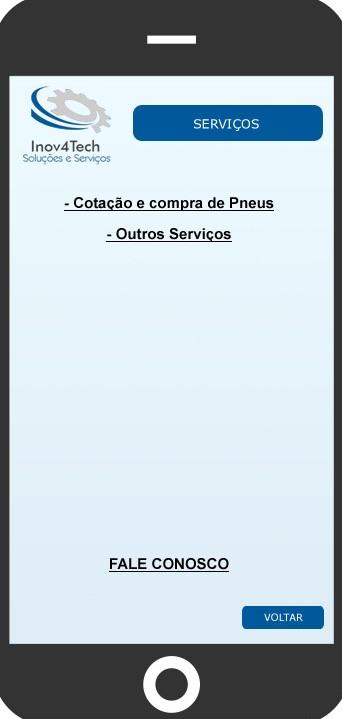 Inov4Tech
Soluções e Serviços
SERVIÇOS
- Cotação e compra de Pneus
- Outros Serviços
FALE CONOSCO
VOLTAR